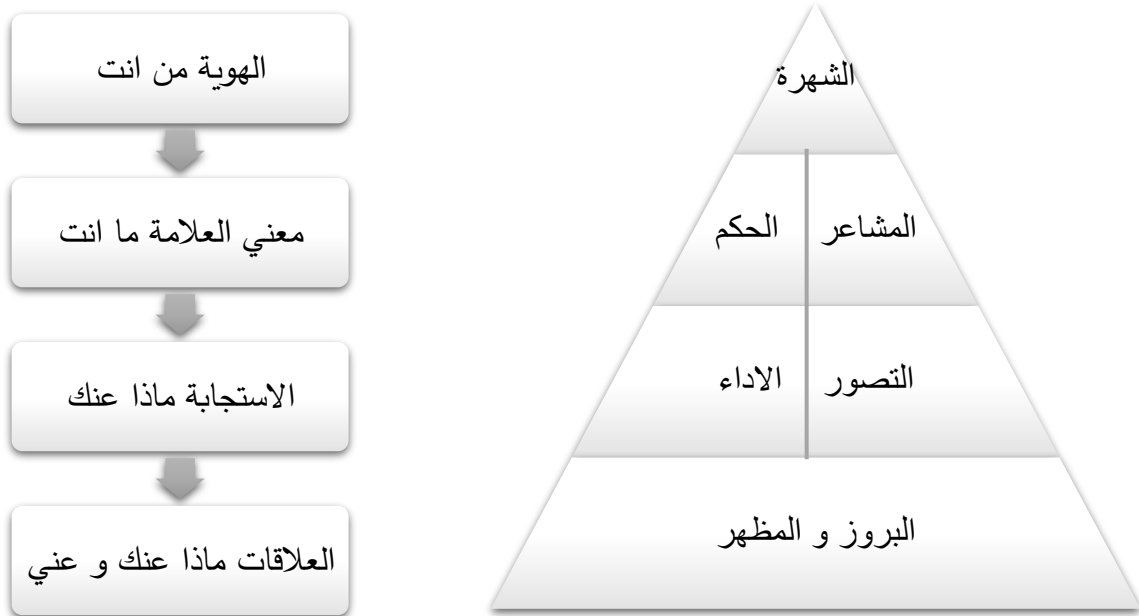 الهوية من انت
معني العلامة ما انت
الاستجابة ماذا عنك
العلاقات ماذا عنك و عني
الشهرة
المشاعر
الحكم
التصور
الاداء
البروز و المظهر